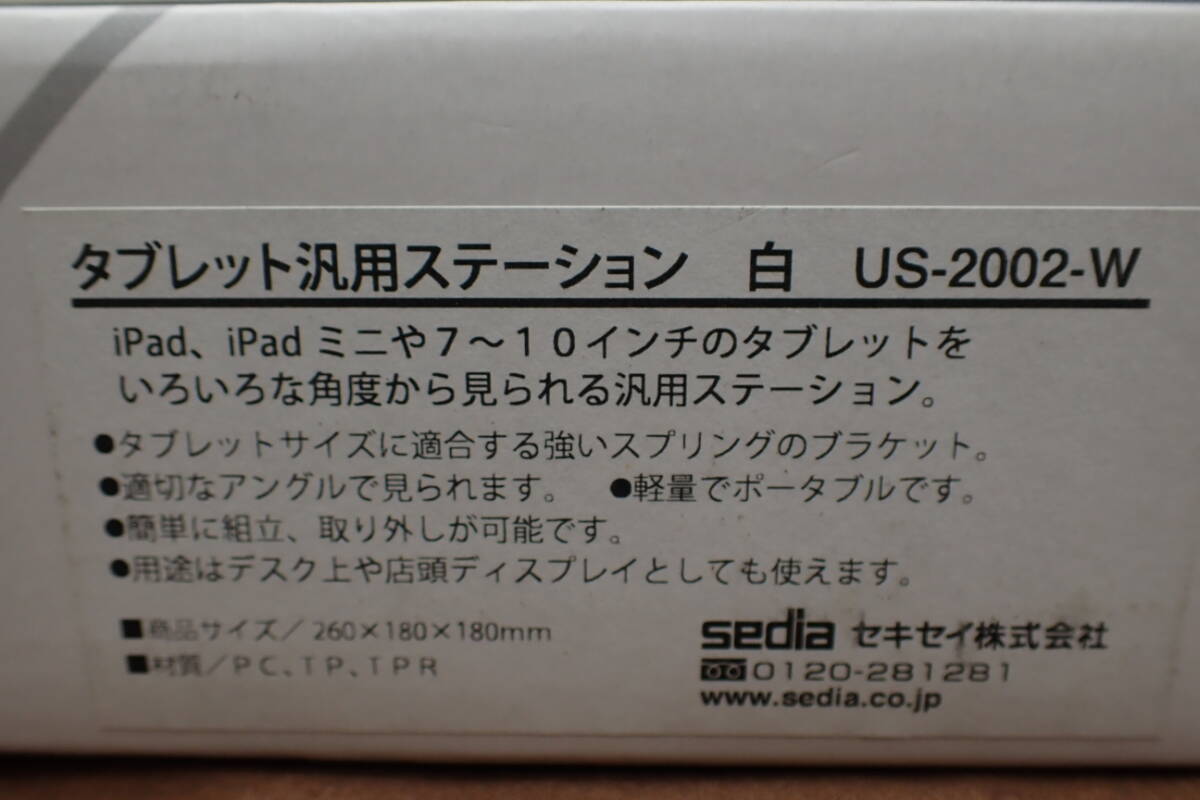 タブレット汎用ステーション 白 US-2002-W
iPad、iPad ミニや７〜１０インチのタブレットを
いろいろな角度から見られる汎用ステーション。
●タブレットサイズに適合する強いスプリングのブラケット。
●適切なアングルで見られます。 ●軽量でポータブルです。
●簡単に組立、取り外しが可能です。
●用途はデスク上や店頭ディスプレイとしても使えます。
■商品サイズ／260×180×180mm
■材質／ＰＣ、ＴＰ、ＴＰＲ
sedia セキセイ株式会社
0120-281281
www.sedia.co.jp